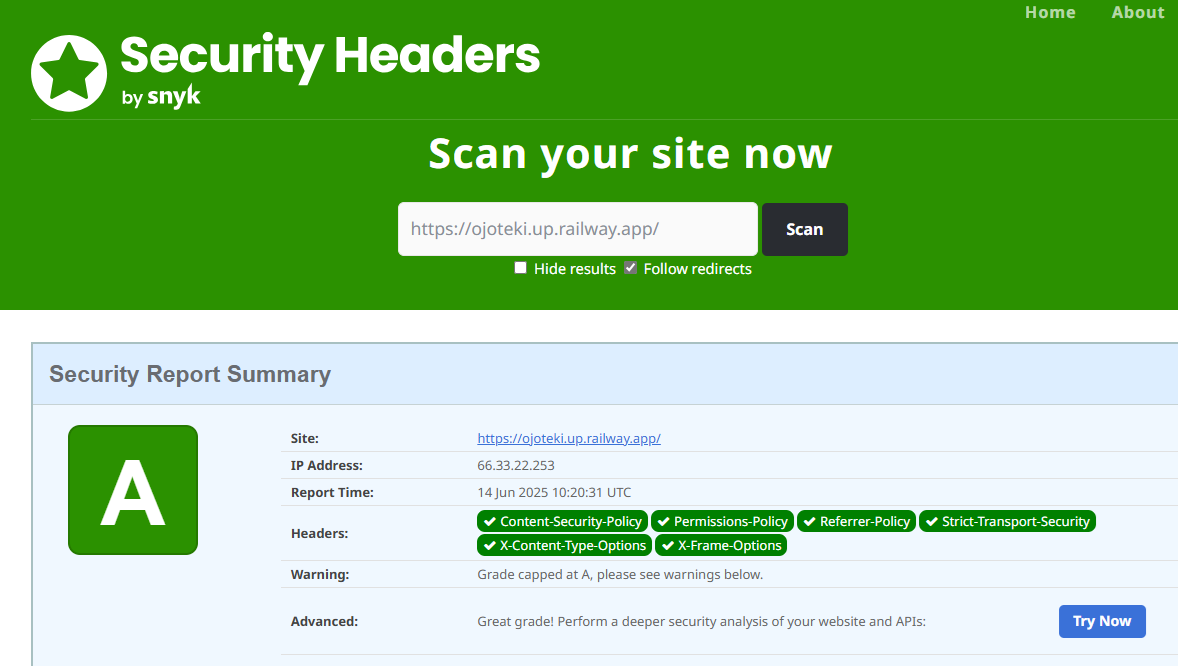 Home About
Security Headers
by snyk
Scan your site now
https://ojoteki.up.railway.app/ Scan
Hide results Follow redirects
Security Report Summary
A
Site: https://ojoteki.up.railway.app/
IP Address: 66.33.22.253
Report Time: 14 Jun 2025 10:20:31 UTC
Headers: Content-Security-Policy Permissions-Policy Referrer-Policy Strict-Transport-Security
X-Content-Type-Options X-Frame-Options
Warning: Grade capped at A, please see warnings below.
Advanced: Great grade! Perform a deeper security analysis of your website and APIs: Try Now